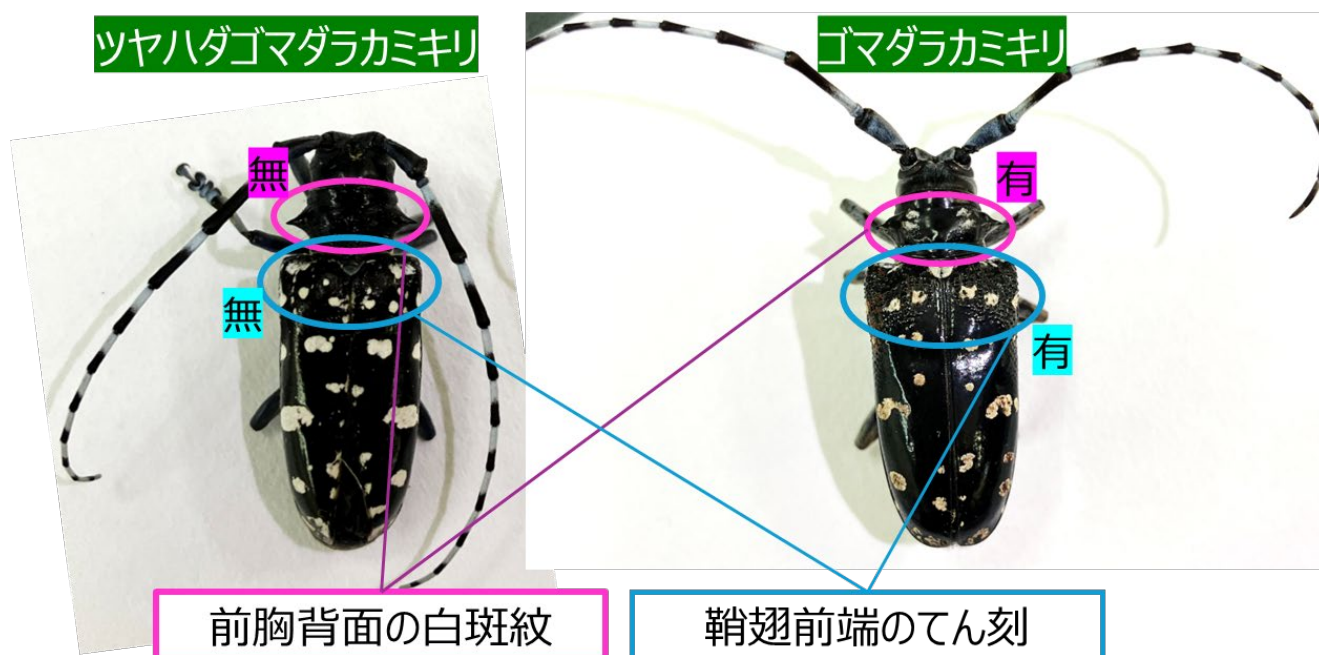 ツヤハダゴマダラカミキリ
ゴマダラカミキリ
無
有
無
有
前胸背面の白斑紋
鞘翅前端のてん刻